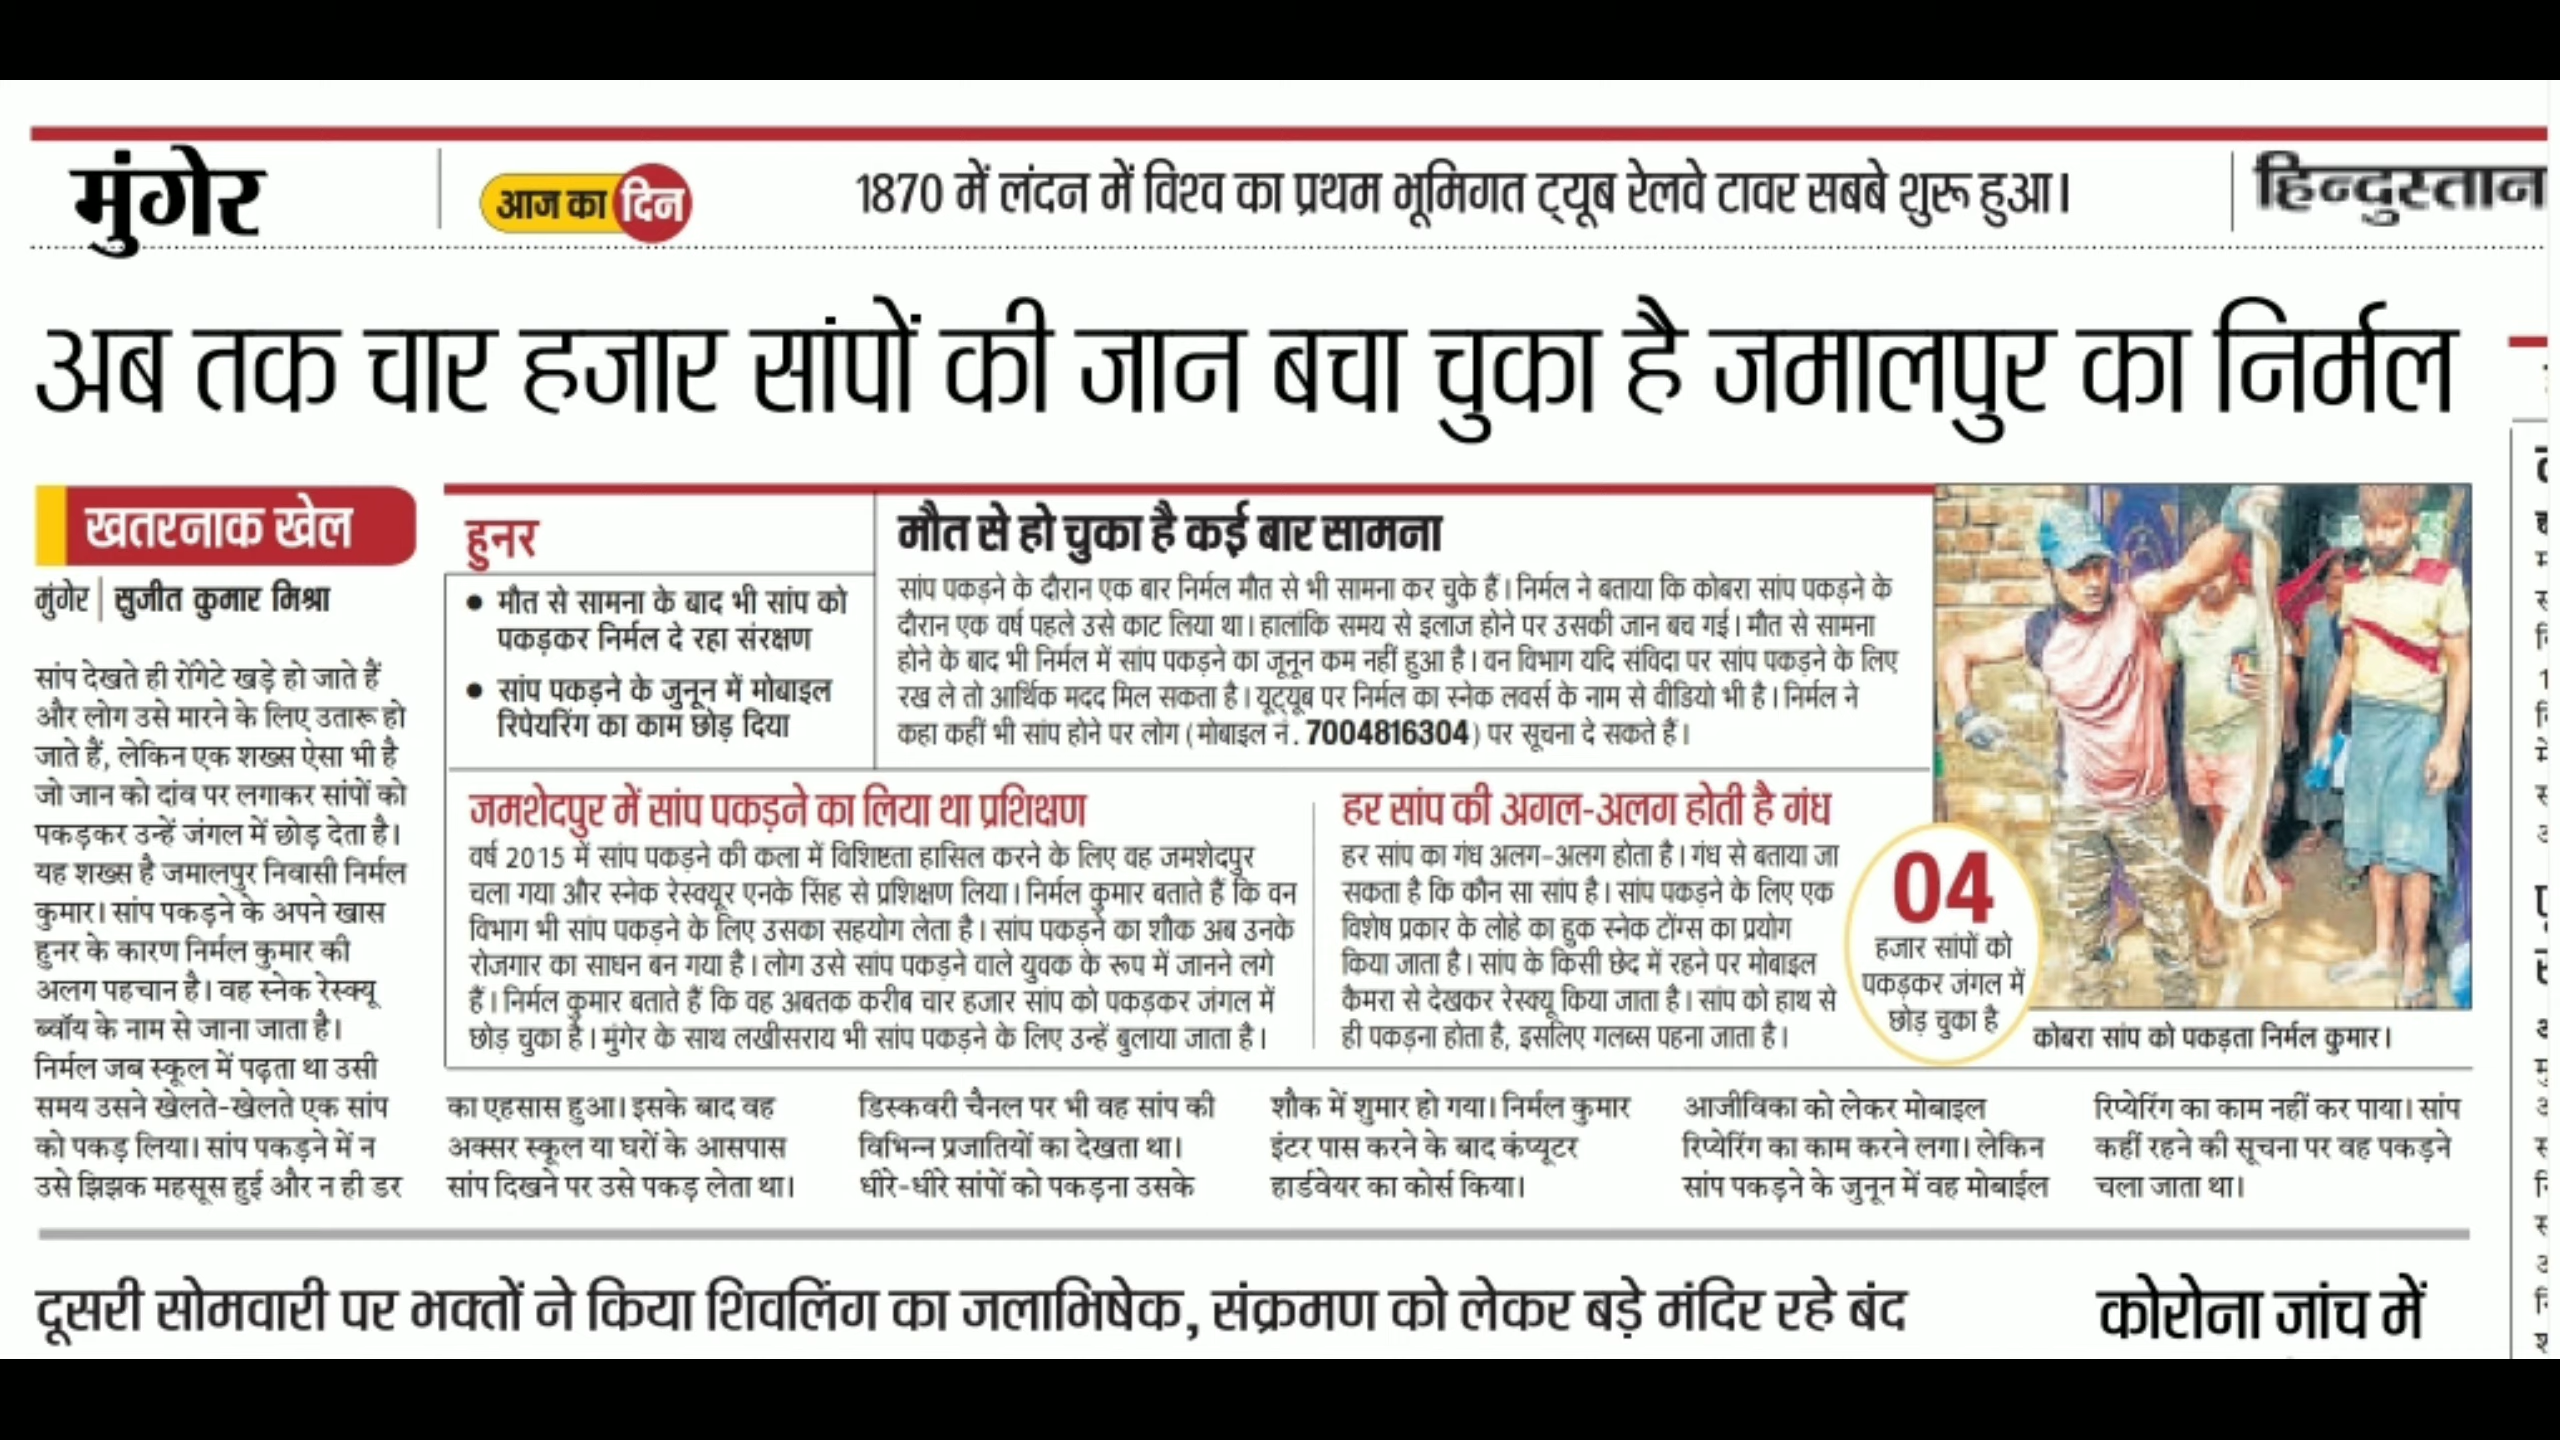 मुंगेर
आज का दिन
1870 में लंदन में विश्व का प्रथम भूमिगत ट्यूब रेलवे टावर सबबे शुरू हुआ।
हिन्दुस्तान
अब तक चार हजार सांपों की जान बचा चुका है जमालपुर का निर्मल
खतरनाक खेल
मुंगेर | सुजीत कुमार मिश्रा
सांप देखते ही रोंगेटे खड़े हो जाते हैं
और लोग उसे मारने के लिए उतारू हो
जाते हैं, लेकिन एक शख्स ऐसा भी है
जो जान को दांव पर लगाकर सांपों को
पकड़कर उन्हें जंगल में छोड़ देता है।
यह शख्स है जमालपुर निवासी निर्मल
कुमार। सांप पकड़ने के अपने खास
हुनर के कारण निर्मल कुमार की
अलग पहचान है। वह स्नेक रेस्क्यू
ब्वॉय के नाम से जाना जाता है।
निर्मल जब स्कूल में पढ़ता था उसी
समय उसने खेलते-खेलते एक सांप
को पकड़ लिया। सांप पकड़ने में न
उसे झिझक महसूस हुई और न ही डर
का एहसास हुआ। इसके बाद वह
अक्सर स्कूल या घरों के आसपास
सांप दिखने पर उसे पकड़ लेता था।
डिस्कवरी चैनल पर भी वह सांप की
विभिन्न प्रजातियों का देखता था।
धीरे-धीरे सांपों को पकड़ना उसके
शौक में शुमार हो गया। निर्मल कुमार
इंटर पास करने के बाद कंप्यूटर
हार्डवेयर का कोर्स किया।
आजीविका को लेकर मोबाइल
रिप्येरिंग का काम करने लगा। लेकिन
सांप पकड़ने के जुनून में वह मोबाईल
रिप्येरिंग का काम नहीं कर पाया। सांप
कहीं रहने की सूचना पर वह पकड़ने
चला जाता था।
हुनर
● मौत से सामना के बाद भी सांप को
पकड़कर निर्मल दे रहा संरक्षण
● सांप पकड़ने के जुनून में मोबाइल
रिपेयरिंग का काम छोड़ दिया
मौत से हो चुका है कई बार सामना
सांप पकड़ने के दौरान एक बार निर्मल मौत से भी सामना कर चुके हैं। निर्मल ने बताया कि कोबरा सांप पकड़ने के
दौरान एक वर्ष पहले उसे काट लिया था। हालांकि समय से इलाज होने पर उसकी जान बच गई। मौत से सामना
होने के बाद भी निर्मल में सांप पकड़ने का जूनून कम नहीं हुआ है। वन विभाग यदि संविदा पर सांप पकड़ने के लिए
रख ले तो आर्थिक मदद मिल सकता है। यूट्यूब पर निर्मल का स्नेक लवर्स के नाम से वीडियो भी है। निर्मल ने
कहा कहीं भी सांप होने पर लोग (मोबाइल नं. 7004816304) पर सूचना दे सकते हैं।
जमशेदपुर में सांप पकड़ने का लिया था प्रशिक्षण
वर्ष 2015 में सांप पकड़ने की कला में विशिष्टता हासिल करने के लिए वह जमशेदपुर
चला गया और स्नेक रेस्क्यूर एनके सिंह से प्रशिक्षण लिया। निर्मल कुमार बताते हैं कि वन
विभाग भी सांप पकड़ने के लिए उसका सहयोग लेता है। सांप पकड़ने का शौक अब उनके
रोजगार का साधन बन गया है। लोग उसे सांप पकड़ने वाले युवक के रूप में जानने लगे
हैं। निर्मल कुमार बताते हैं कि वह अबतक करीब चार हजार सांप को पकड़कर जंगल में
छोड़ चुका है। मुंगेर के साथ लखीसराय भी सांप पकड़ने के लिए उन्हें बुलाया जाता है।
हर सांप की अगल-अलग होती है गंध
हर सांप का गंध अलग-अलग होता है। गंध से बताया जा
सकता है कि कौन सा सांप है। सांप पकड़ने के लिए एक
विशेष प्रकार के लोहे का हुक स्नेक टोंग्स का प्रयोग
किया जाता है। सांप के किसी छेद में रहने पर मोबाइल
कैमरा से देखकर रेस्क्यू किया जाता है। सांप को हाथ से
ही पकड़ना होता है, इसलिए गलब्स पहना जाता है।
04
हजार सांपों को
पकड़कर जंगल में
छोड़ चुका है
कोबरा सांप को पकड़ता निर्मल कुमार।
दूसरी सोमवारी पर भक्तों ने किया शिवलिंग का जलाभिषेक, संक्रमण को लेकर बड़े मंदिर रहे बंद
कोरोना जांच में